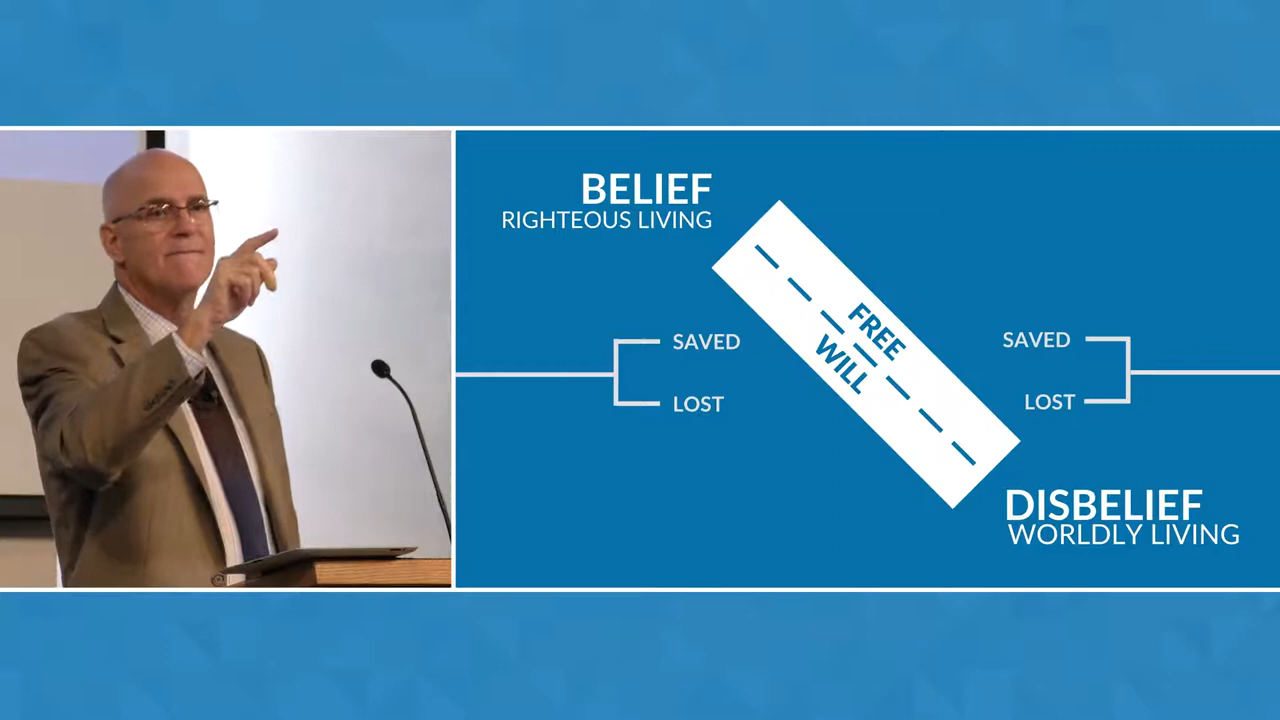 BELIEF
RIGHTEOUS LIVING
FREE
WILL
SAVED
LOST
SAVED
LOST
DISBELIEF
WORLDLY LIVING